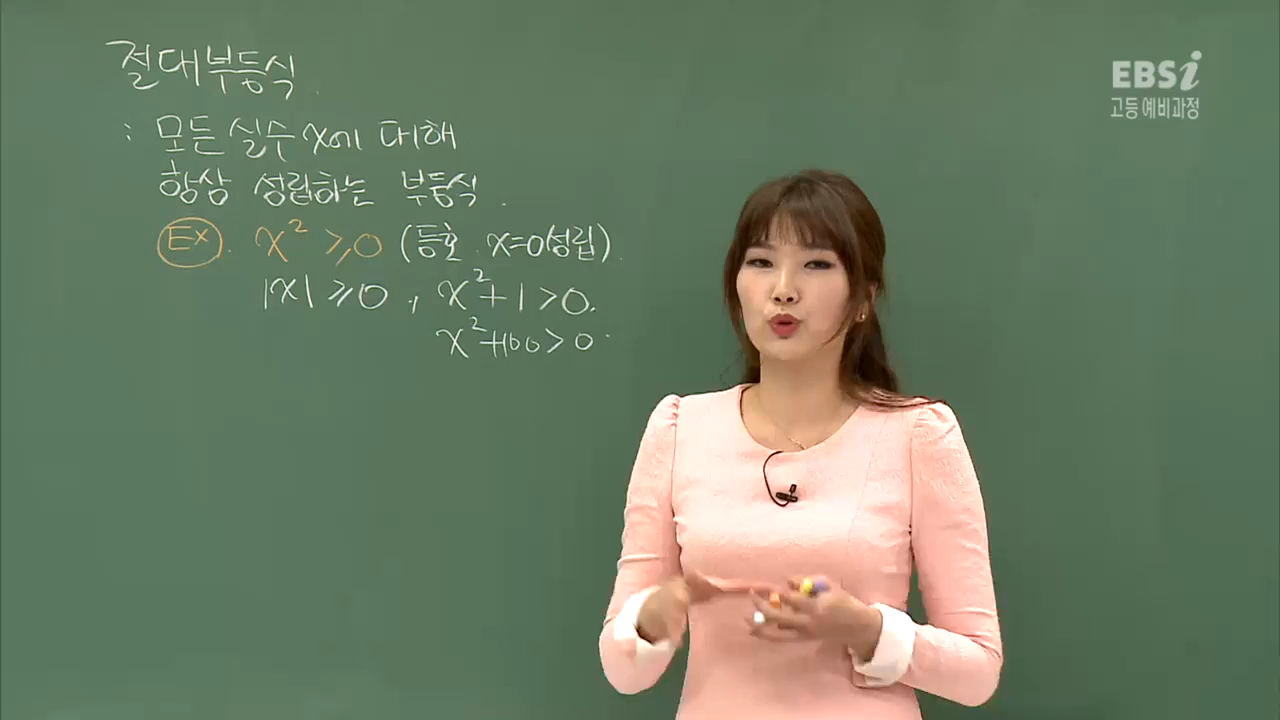 절대부등식.
: 모든 실수 x에 대해
항상 성립하는 부등식.
Ex. x² ≥ 0 (등호 x=0성립).
|x| ≥ 0, x²+1 > 0.
x²+100 > 0.
EBSi
고등 예비과정